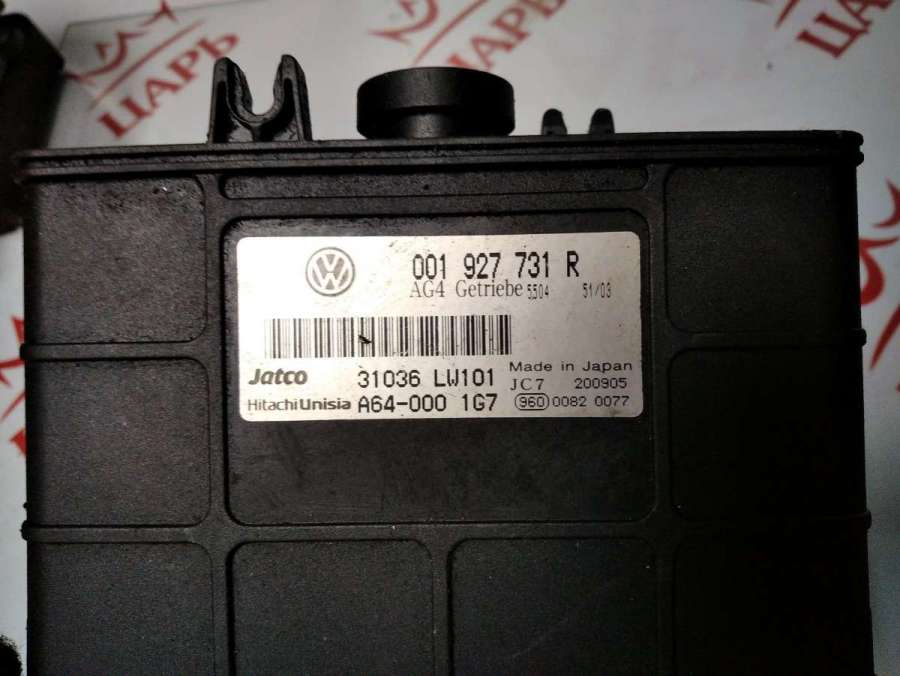 ЦАРЬ
ЦАРЬ
ЦАРЬ
VW 001 927 731 R
AG4 Getriebe 5504 51/03
Jatco 31036 LW101
Made in Japan
JC7 200905
HitachiUnisia A64-000 1G7
960 0082 0077